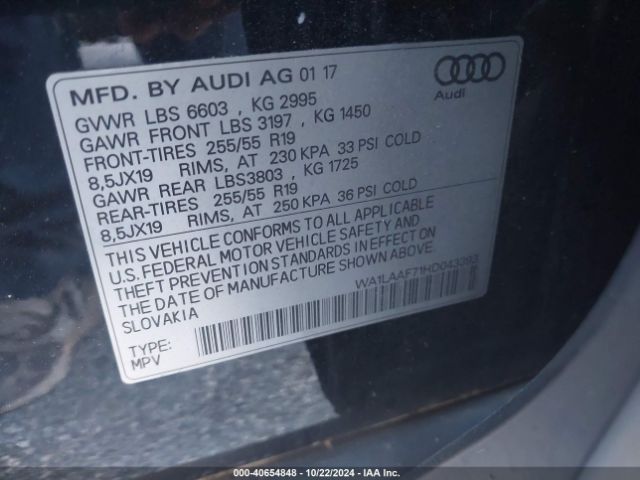 MFD. BY AUDI AG 01 17
Audi
GVWR LBS 6603 , KG 2995
GAWR FRONT LBS 3197 , KG 1450
FRONT-TIRES 255/55 R19
8,5JX19 RIMS, AT 230 KPA 33 PSI COLD
GAWR REAR LBS3803 , KG 1725
REAR-TIRES 255/55 R19
8,5JX19 RIMS, AT 250 KPA 36 PSI COLD
THIS VEHICLE CONFORMS TO ALL APPLICABLE
U.S. FEDERAL MOTOR VEHICLE SAFETY AND
THEFT PREVENTION STANDARDS IN EFFECT ON
THE DATE OF MANUFACTURE SHOWN ABOVE.
SLOVAKIA
WA1LAAF71HD043393
TYPE:
MPV
000-40654848 - 10/22/2024 - IAA Inc.